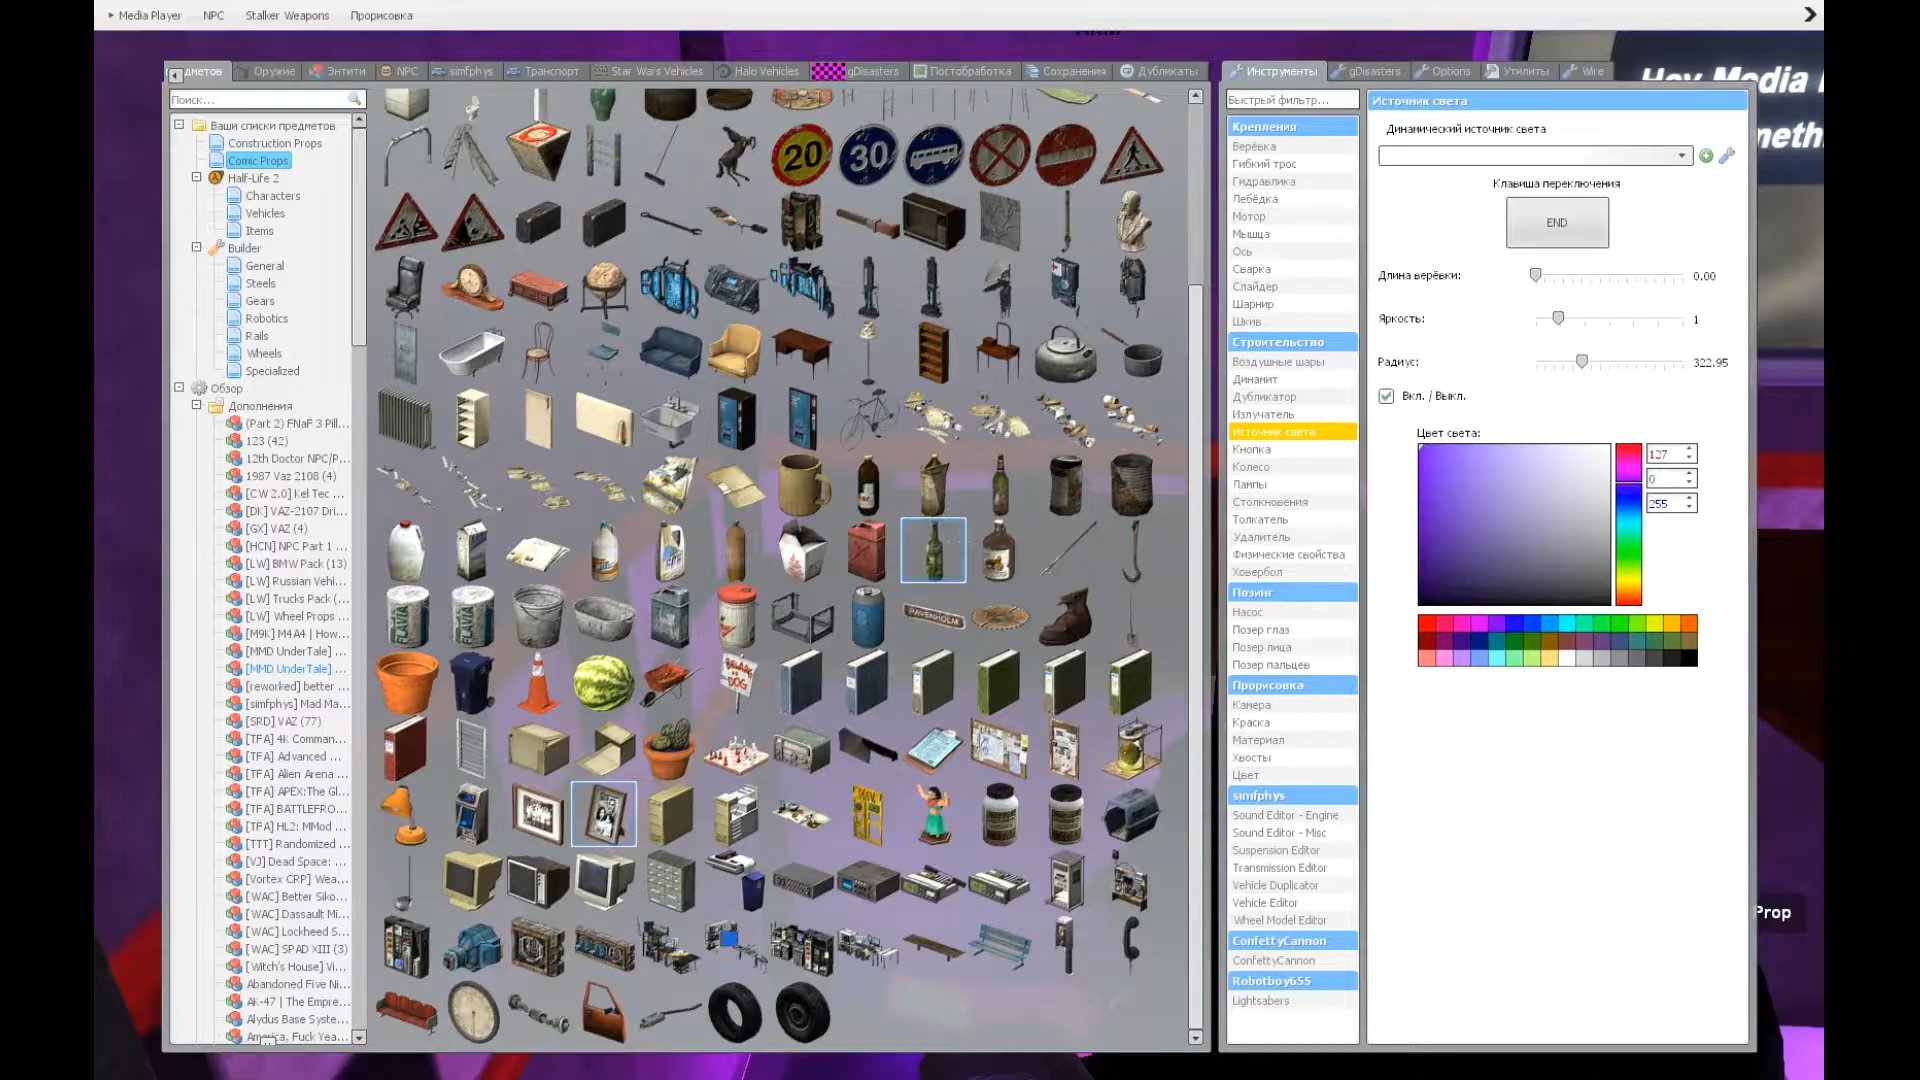 Media Player NPC Stalker Weapons Прорисовка
дметов Оружие Энтити NPC simfphys Транспорт Star Wars Vehicles Halo Vehicles gDisasters Постобработка Сохранения Дубликаты
Поиск...
Ваши списки предметов
Construction Props
Comic Props
Half-Life 2
Characters
Vehicles
Items
Builder
General
Steels
Gears
Robotics
Rails
Wheels
Specialized
Обзор
Дополнения
(Part 2) FNaF 3 Pill...
123 (42)
12th Doctor NPC/P...
1987 Vaz 2108 (4)
[CW 2.0] Kel Tec ...
[DK] VAZ-2107 Dri...
[GX] VAZ (4)
[HCN] NPC Part 1 ...
[LW] BMW Pack (13)
[LW] Russian Vehi...
[LW] Trucks Pack (...
[LW] Wheel Props ...
[M9K] M4A4 | How...
[MMD UnderTale] ...
[MMD UnderTale] ...
[reworked] better ...
[simfphys] Mad Ma...
[SRD] VAZ (77)
[TFA] 4K Comman...
[TFA] Advanced ...
[TFA] Alien Arena ...
[TFA] APEX:The Gl...
[TFA] BATTLEFRO...
[TFA] HL2: MMod ...
[TTT] Randomized ...
[VJ] Dead Space: ...
[Vortex CRP] Wea...
[WAC] Better Siko...
[WAC] Dassault Mi...
[WAC] Lockheed S...
[WAC] SPAD XIII (3)
[Witch's House] Vi...
Abandoned Five Ni...
AK-47 | The Empre...
Alydus Base Syste...
America, Fuck Yea...
20
30
RAVENHOLM
BEWARE OF DOG
Инструменты gDisasters Options Утилиты Wire
Быстрый фильтр...
Крепления
Верёвка
Гибкий трос
Гидравлика
Лебёдка
Мотор
Мышца
Ось
Сварка
Слайдер
Шарнир
Шкив
Строительство
Воздушные шары
Динамит
Дубликатор
Излучатель
Источник света
Кнопка
Колесо
Лампы
Столкновения
Толкатель
Удалитель
Физические свойства
Ховербол
Позинг
Насос
Позер глаз
Позер лица
Позер пальцев
Прорисовка
Камера
Краска
Материал
Хвосты
Цвет
simfphys
Sound Editor - Engine
Sound Editor - Misc
Suspension Editor
Transmission Editor
Vehicle Duplicator
Vehicle Editor
Wheel Model Editor
ConfettyCannon
ConfettyCannon
Robotboy655
Lightsabers
Источник света
Динамический источник света
Клавиша переключения
END
Длина верёвки: 0.00
Яркость: 1
Радиус: 322.95
Вкл. / Выкл.
Цвет света:
127
0
255
Hey Media
meth
Prop